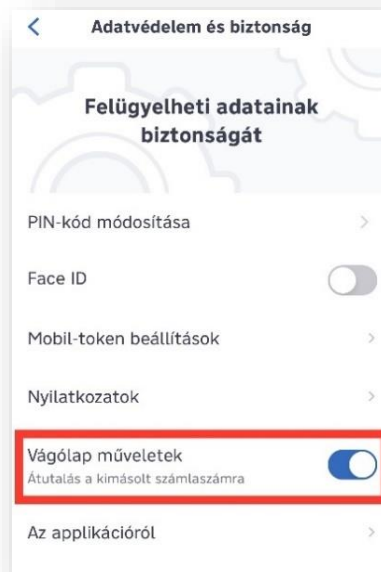 Adatvédelem és biztonság
Felügyelheti adatainak
biztonságát
PIN-kód módosítása
Face ID
Mobil-token beállítások
Nyilatkozatok
Vágólap műveletek
Átutalás a kimásolt számlaszámra
Az applikációról